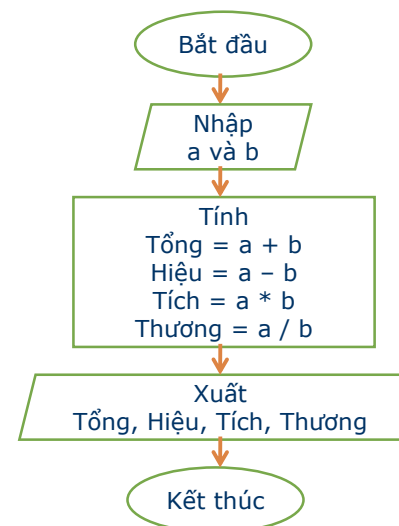 Bắt đầu
Nhập
a và b
Tính
Tổng = a + b
Hiệu = a – b
Tích = a * b
Thương = a / b
Xuất
Tổng, Hiệu, Tích, Thương
Kết thúc